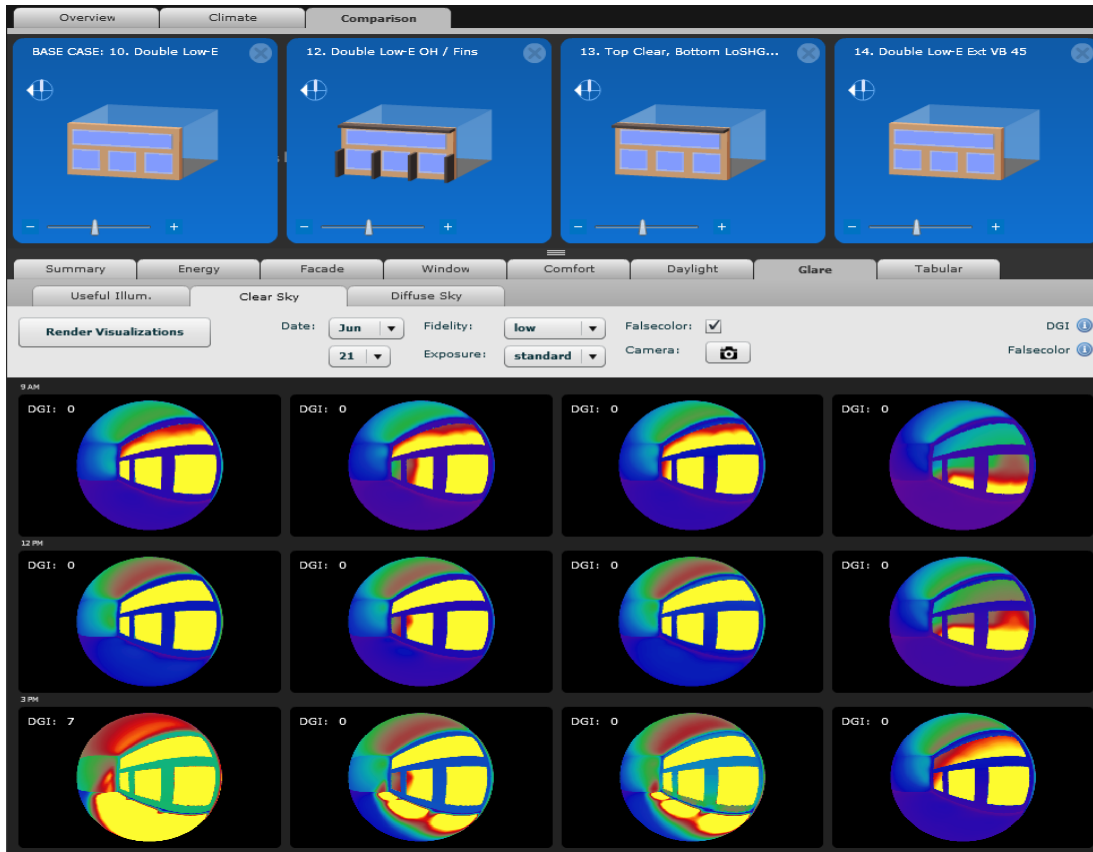 Overview Climate Comparison
BASE CASE: 10. Double Low-E 12. Double Low-E OH / Fins 13. Top Clear, Bottom LoSHG... 14. Double Low-E Ext VB 45
Summary Energy Facade Window Comfort Daylight Glare Tabular
Useful Illum. Clear Sky Diffuse Sky
Render Visualizations Date: Jun Fidelity: low Falsecolor: DGI
21 Exposure: standard Camera: Falsecolor
9 AM
DGI: 0 DGI: 0 DGI: 0 DGI: 0
12 PM
DGI: 0 DGI: 0 DGI: 0 DGI: 0
3 PM
DGI: 7 DGI: 0 DGI: 0 DGI: 0